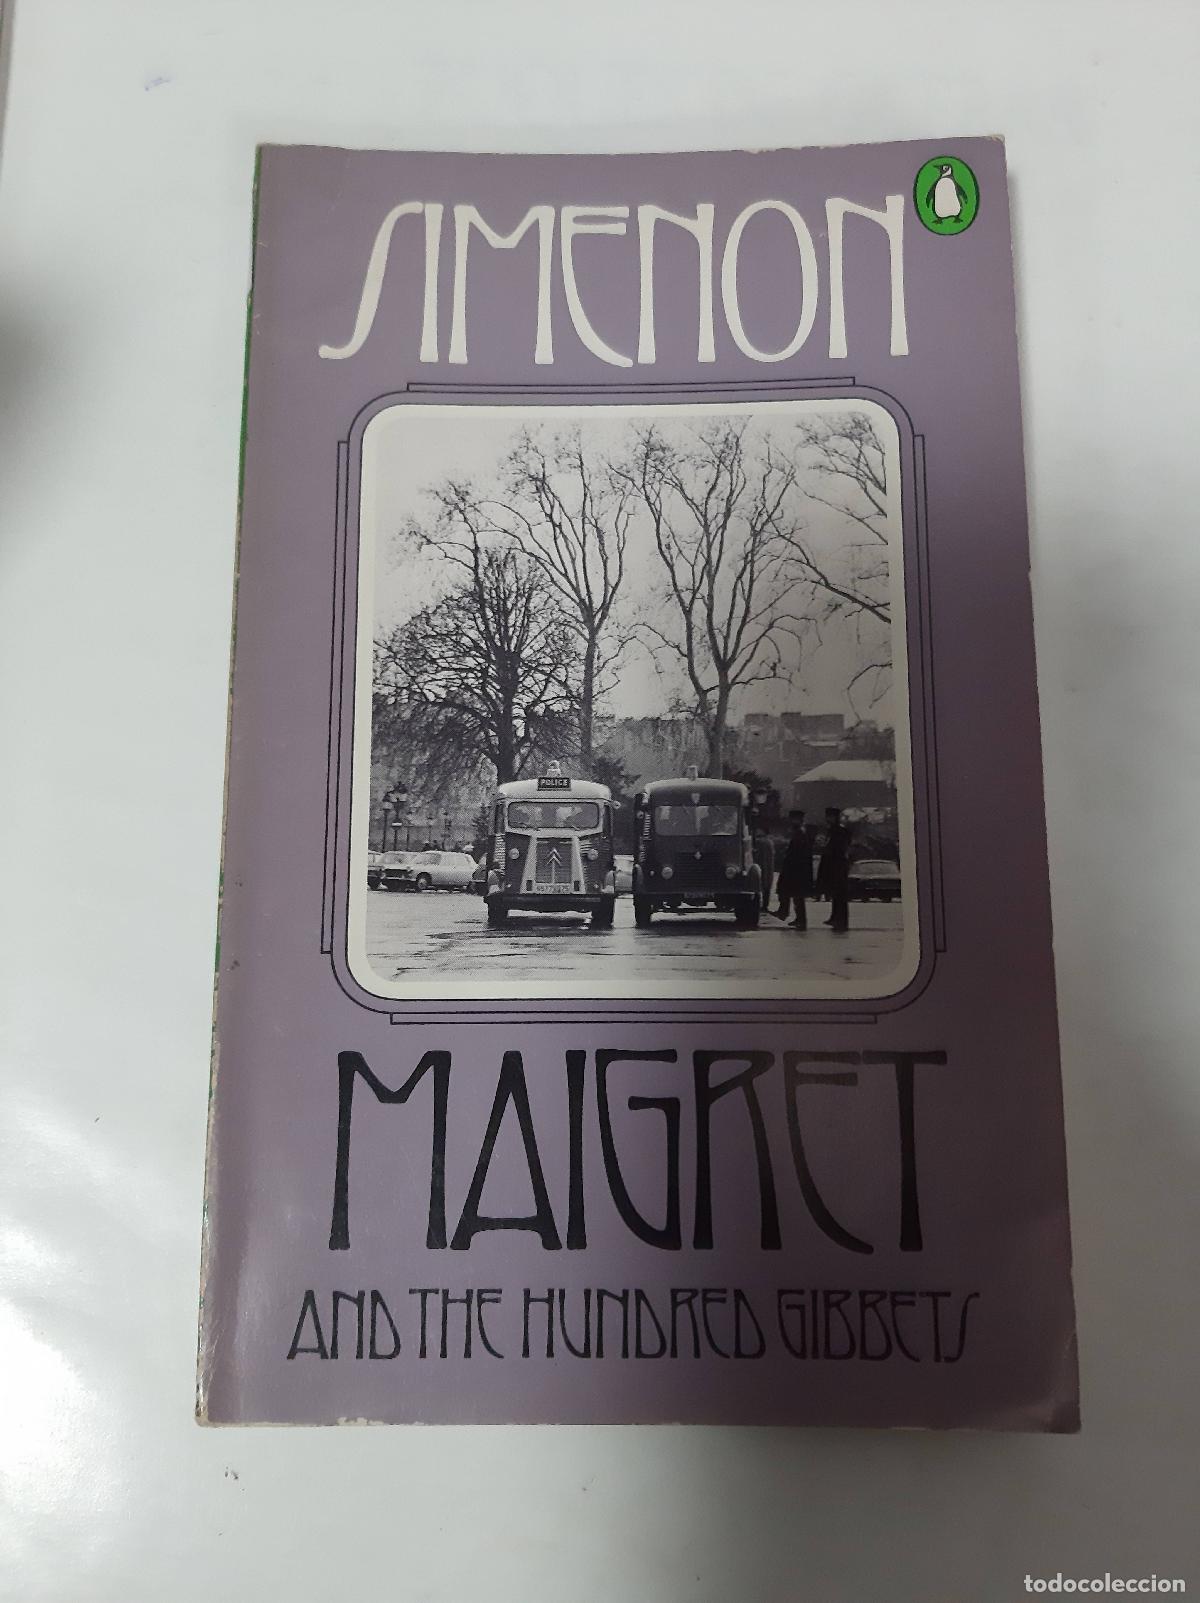 SIMENON
POLICE
MAIGRET
AND THE HUNDRED GIBBETS
todocoleccion